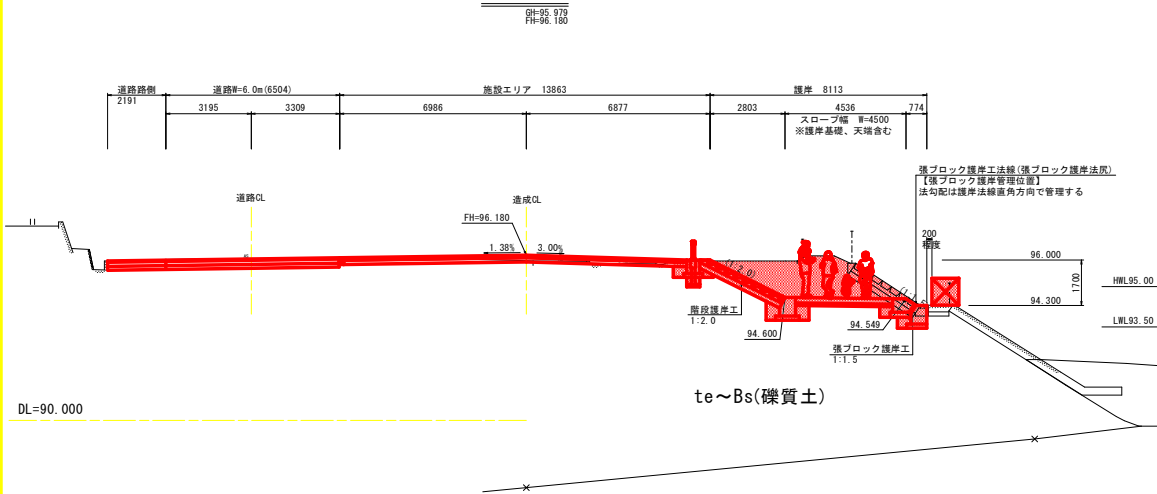 GH=95.979
FH=96.180
道路路側
2191
道路W=6.0m(6504)
3195
3309
施設エリア 13863
6986
6877
護岸 8113
2803
4536
774
スロープ幅 W=4500
※護岸基礎、天端含む
張ブロック護岸工法線(張ブロック護岸法尻)
【張ブロック護岸管理位置】
法勾配は護岸法線直角方向で管理する
道路CL
造成CL
FH=96.180
1.38%
3.00%
200
程度
T
(1:2.0)
96.000
1700
94.300
HWL95.00
LWL93.50
階段護岸工
1:2.0
94.600
94.549
張ブロック護岸工
1:1.5
te～Bs(礫質土)
DL=90.000